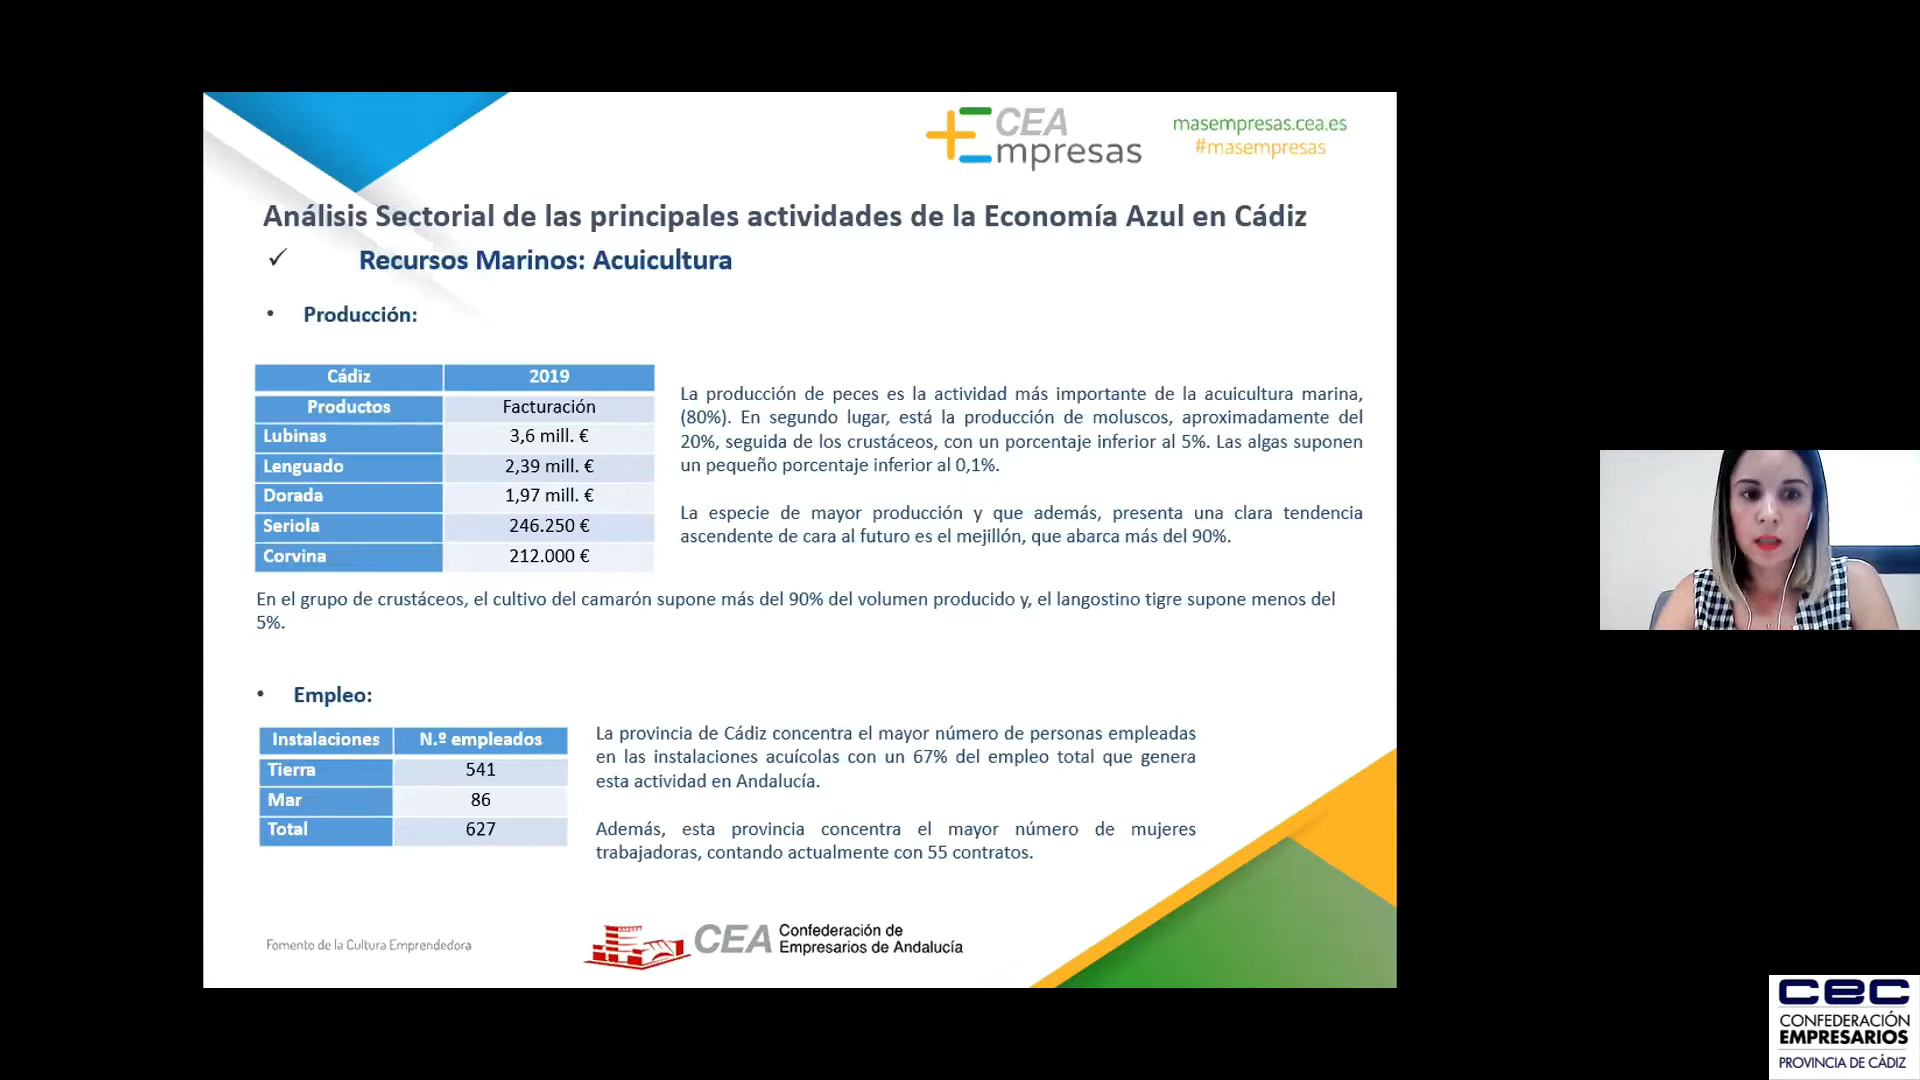 CEA
Empresas
masempresas.cea.es
#masempresas
Análisis Sectorial de las principales actividades de la Economía Azul en Cádiz
✓ Recursos Marinos: Acuicultura
• Producción:
Cádiz 2019
Productos Facturación
Lubinas 3,6 mill. €
Lenguado 2,39 mill. €
Dorada 1,97 mill. €
Seriola 246.250 €
Corvina 212.000 €
La producción de peces es la actividad más importante de la acuicultura marina,
(80%). En segundo lugar, está la producción de moluscos, aproximadamente del
20%, seguida de los crustáceos, con un porcentaje inferior al 5%. Las algas suponen
un pequeño porcentaje inferior al 0,1%.
La especie de mayor producción y que además, presenta una clara tendencia
ascendente de cara al futuro es el mejillón, que abarca más del 90%.
En el grupo de crustáceos, el cultivo del camarón supone más del 90% del volumen producido y, el langostino tigre supone menos del
5%.
• Empleo:
Instalaciones N.º empleados
Tierra 541
Mar 86
Total 627
La provincia de Cádiz concentra el mayor número de personas empleadas
en las instalaciones acuícolas con un 67% del empleo total que genera
esta actividad en Andalucía.
Además, esta provincia concentra el mayor número de mujeres
trabajadoras, contando actualmente con 55 contratos.
Fomento de la Cultura Emprendedora
CEA Confederación de
Empresarios de Andalucía
CEC
CONFEDERACIÓN
EMPRESARIOS
PROVINCIA DE CÁDIZ